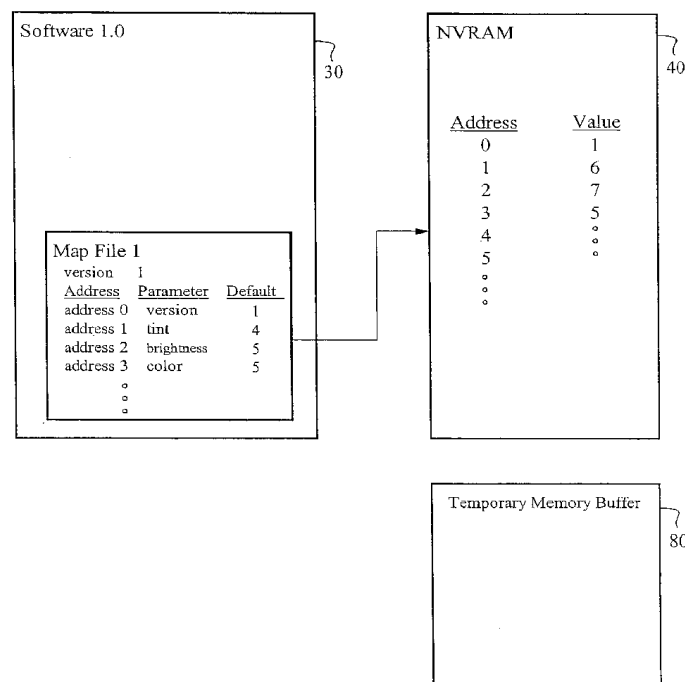 Software 1.0
30
Map File 1
version 1
Address Parameter Default
address 0 version 1
address 1 tint 4
address 2 brightness 5
address 3 color 5
NVRAM
40
Address Value
0 1
1 6
2 7
3 5
4
5
Temporary Memory Buffer
80